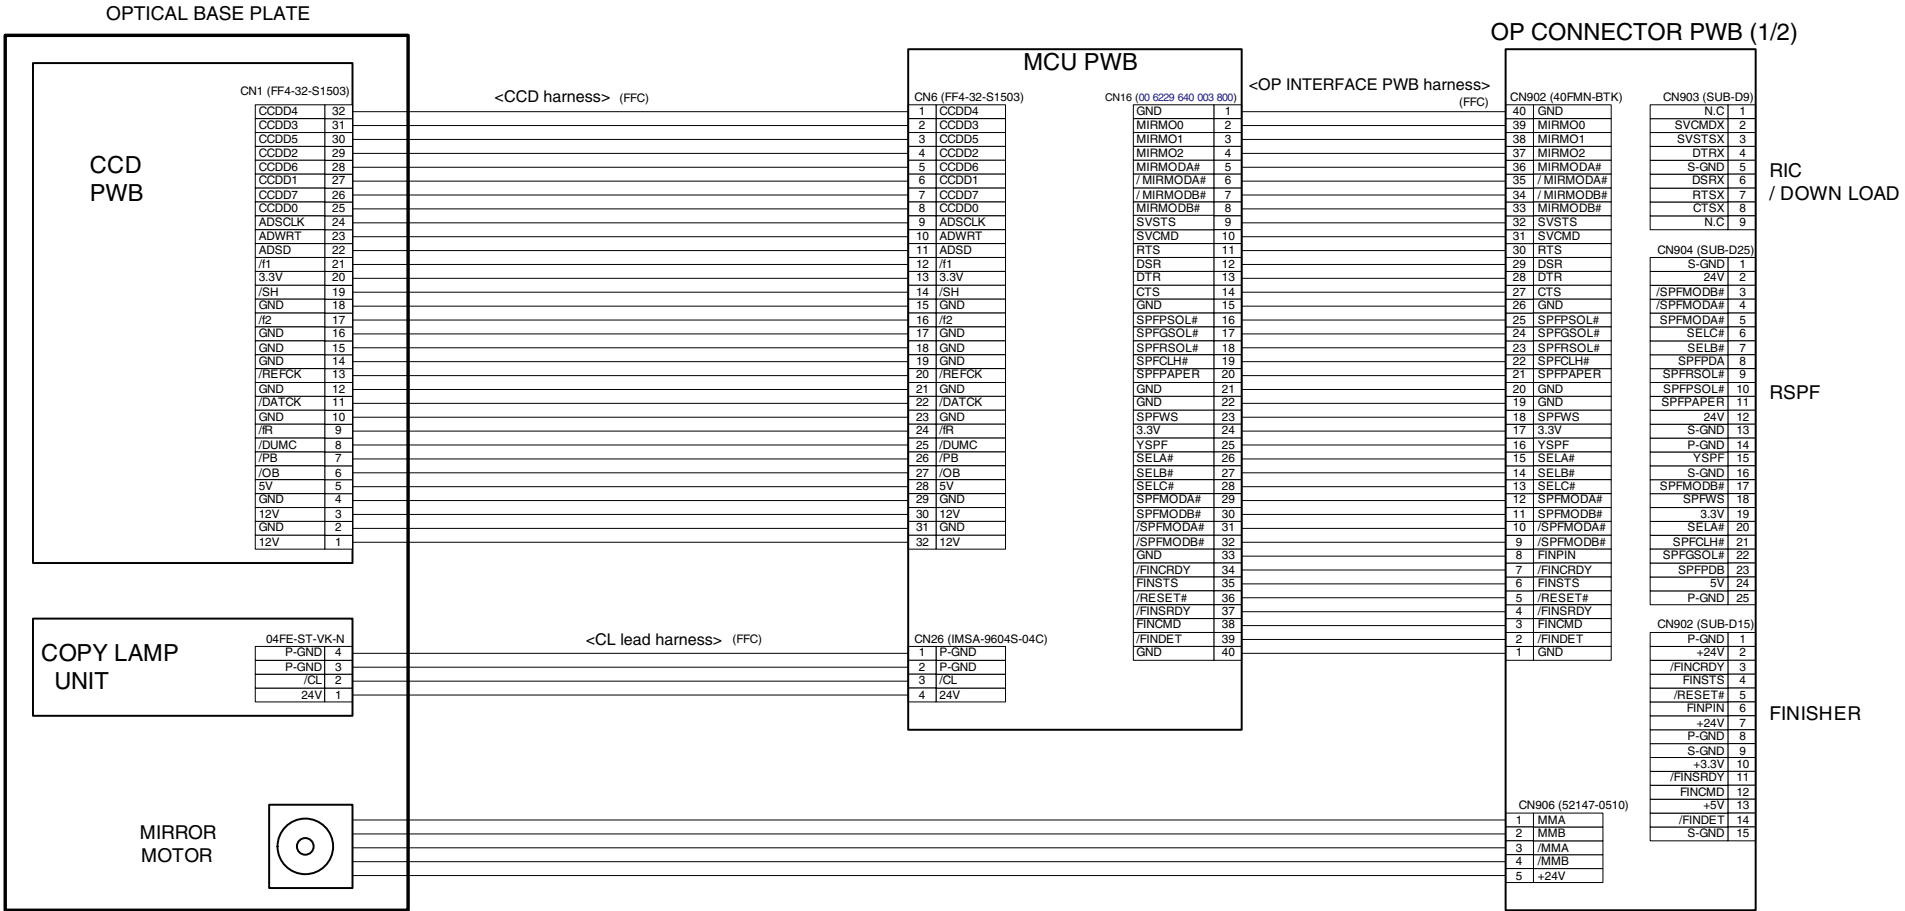 OPTICAL BASE PLATE
CCD
PWB
CN1 (FF4-32-S1503)
CCDD4 32
CCDD3 31
CCDD5 30
CCDD2 29
CCDD6 28
CCDD1 27
CCDD7 26
CCDD0 25
ADSCLK 24
ADWRT 23
ADSD 22
/f1 21
3.3V 20
/SH 19
GND 18
/f2 17
GND 16
GND 15
GND 14
/REFCK 13
GND 12
/DATCK 11
GND 10
/fR 9
/DUMC 8
/PB 7
/OB 6
5V 5
GND 4
12V 3
GND 2
12V 1
COPY LAMP
UNIT
04FE-ST-VK-N
P-GND 4
P-GND 3
/CL 2
24V 1
MIRROR
MOTOR
<CCD harness> (FFC)
<CL lead harness> (FFC)
MCU PWB
CN6 (FF4-32-S1503)
1 CCDD4
2 CCDD3
3 CCDD5
4 CCDD2
5 CCDD6
6 CCDD1
7 CCDD7
8 CCDD0
9 ADSCLK
10 ADWRT
11 ADSD
12 /f1
13 3.3V
14 /SH
15 GND
16 /f2
17 GND
18 GND
19 GND
20 /REFCK
21 GND
22 /DATCK
23 GND
24 /fR
25 /DUMC
26 /PB
27 /OB
28 5V
29 GND
30 12V
31 GND
32 12V
CN26 (IMSA-9604S-04C)
1 P-GND
2 P-GND
3 /CL
4 24V
CN16 (00 6229 640 003 800)
GND 1
MIRMO0 2
MIRMO1 3
MIRMO2 4
MIRMODA# 5
/ MIRMODA# 6
/ MIRMODB# 7
MIRMODB# 8
SVSTS 9
SVCMD 10
RTS 11
DSR 12
DTR 13
CTS 14
GND 15
SPFPSOL# 16
SPFGSOL# 17
SPFRSOL# 18
SPFCLH# 19
SPFPAPER 20
GND 21
GND 22
SPFWS 23
3.3V 24
YSPF 25
SELA# 26
SELB# 27
SELC# 28
SPFMODA# 29
SPFMODB# 30
/SPFMODA# 31
/SPFMODB# 32
GND 33
/FINCRDY 34
FINSTS 35
/RESET# 36
/FINSRDY 37
FINCMD 38
/FINDET 39
GND 40
<OP INTERFACE PWB harness>
(FFC)
OP CONNECTOR PWB (1/2)
CN902 (40FMN-BTK)
40 GND
39 MIRMO0
38 MIRMO1
37 MIRMO2
36 MIRMODA#
35 / MIRMODA#
34 / MIRMODB#
33 MIRMODB#
32 SVSTS
31 SVCMD
30 RTS
29 DSR
28 DTR
27 CTS
26 GND
25 SPFPSOL#
24 SPFGSOL#
23 SPFRSOL#
22 SPFCLH#
21 SPFPAPER
20 GND
19 GND
18 SPFWS
17 3.3V
16 YSPF
15 SELA#
14 SELB#
13 SELC#
12 SPFMODA#
11 SPFMODB#
10 /SPFMODA#
9 /SPFMODB#
8 FINPIN
7 /FINCRDY
6 FINSTS
5 /RESET#
4 /FINSRDY
3 FINCMD
2 /FINDET
1 GND
CN906 (52147-0510)
1 MMA
2 MMB
3 /MMA
4 /MMB
5 +24V
CN903 (SUB-D9)
N.C 1
SVCMDX 2
SVSTSX 3
DTRX 4
S-GND 5
DSRX 6
RTSX 7
CTSX 8
N.C 9
RIC
/ DOWN LOAD
CN904 (SUB-D25)
S-GND 1
24V 2
/SPFMODB# 3
/SPFMODA# 4
SPFMODA# 5
SELC# 6
SELB# 7
SPFPDA 8
SPFRSOL# 9
SPFPSOL# 10
SPFPAPER 11
24V 12
S-GND 13
P-GND 14
YSPF 15
S-GND 16
SPFMODB# 17
SPFWS 18
3.3V 19
SELA# 20
SPFCLH# 21
SPFGSOL# 22
SPFPDB 23
5V 24
P-GND 25
RSPF
CN902 (SUB-D15)
P-GND 1
+24V 2
/FINCRDY 3
FINSTS 4
/RESET# 5
FINPIN 6
+24V 7
P-GND 8
S-GND 9
+3.3V 10
/FINSRDY 11
FINCMD 12
+5V 13
/FINDET 14
S-GND 15
FINISHER